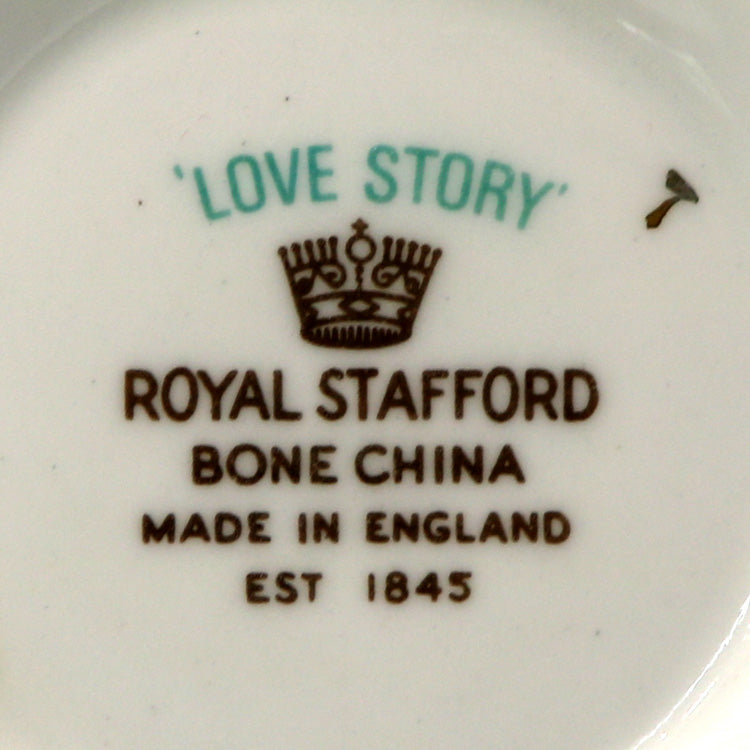 'LOVE STORY'
ROYAL STAFFORD
BONE CHINA
MADE IN ENGLAND
EST 1845